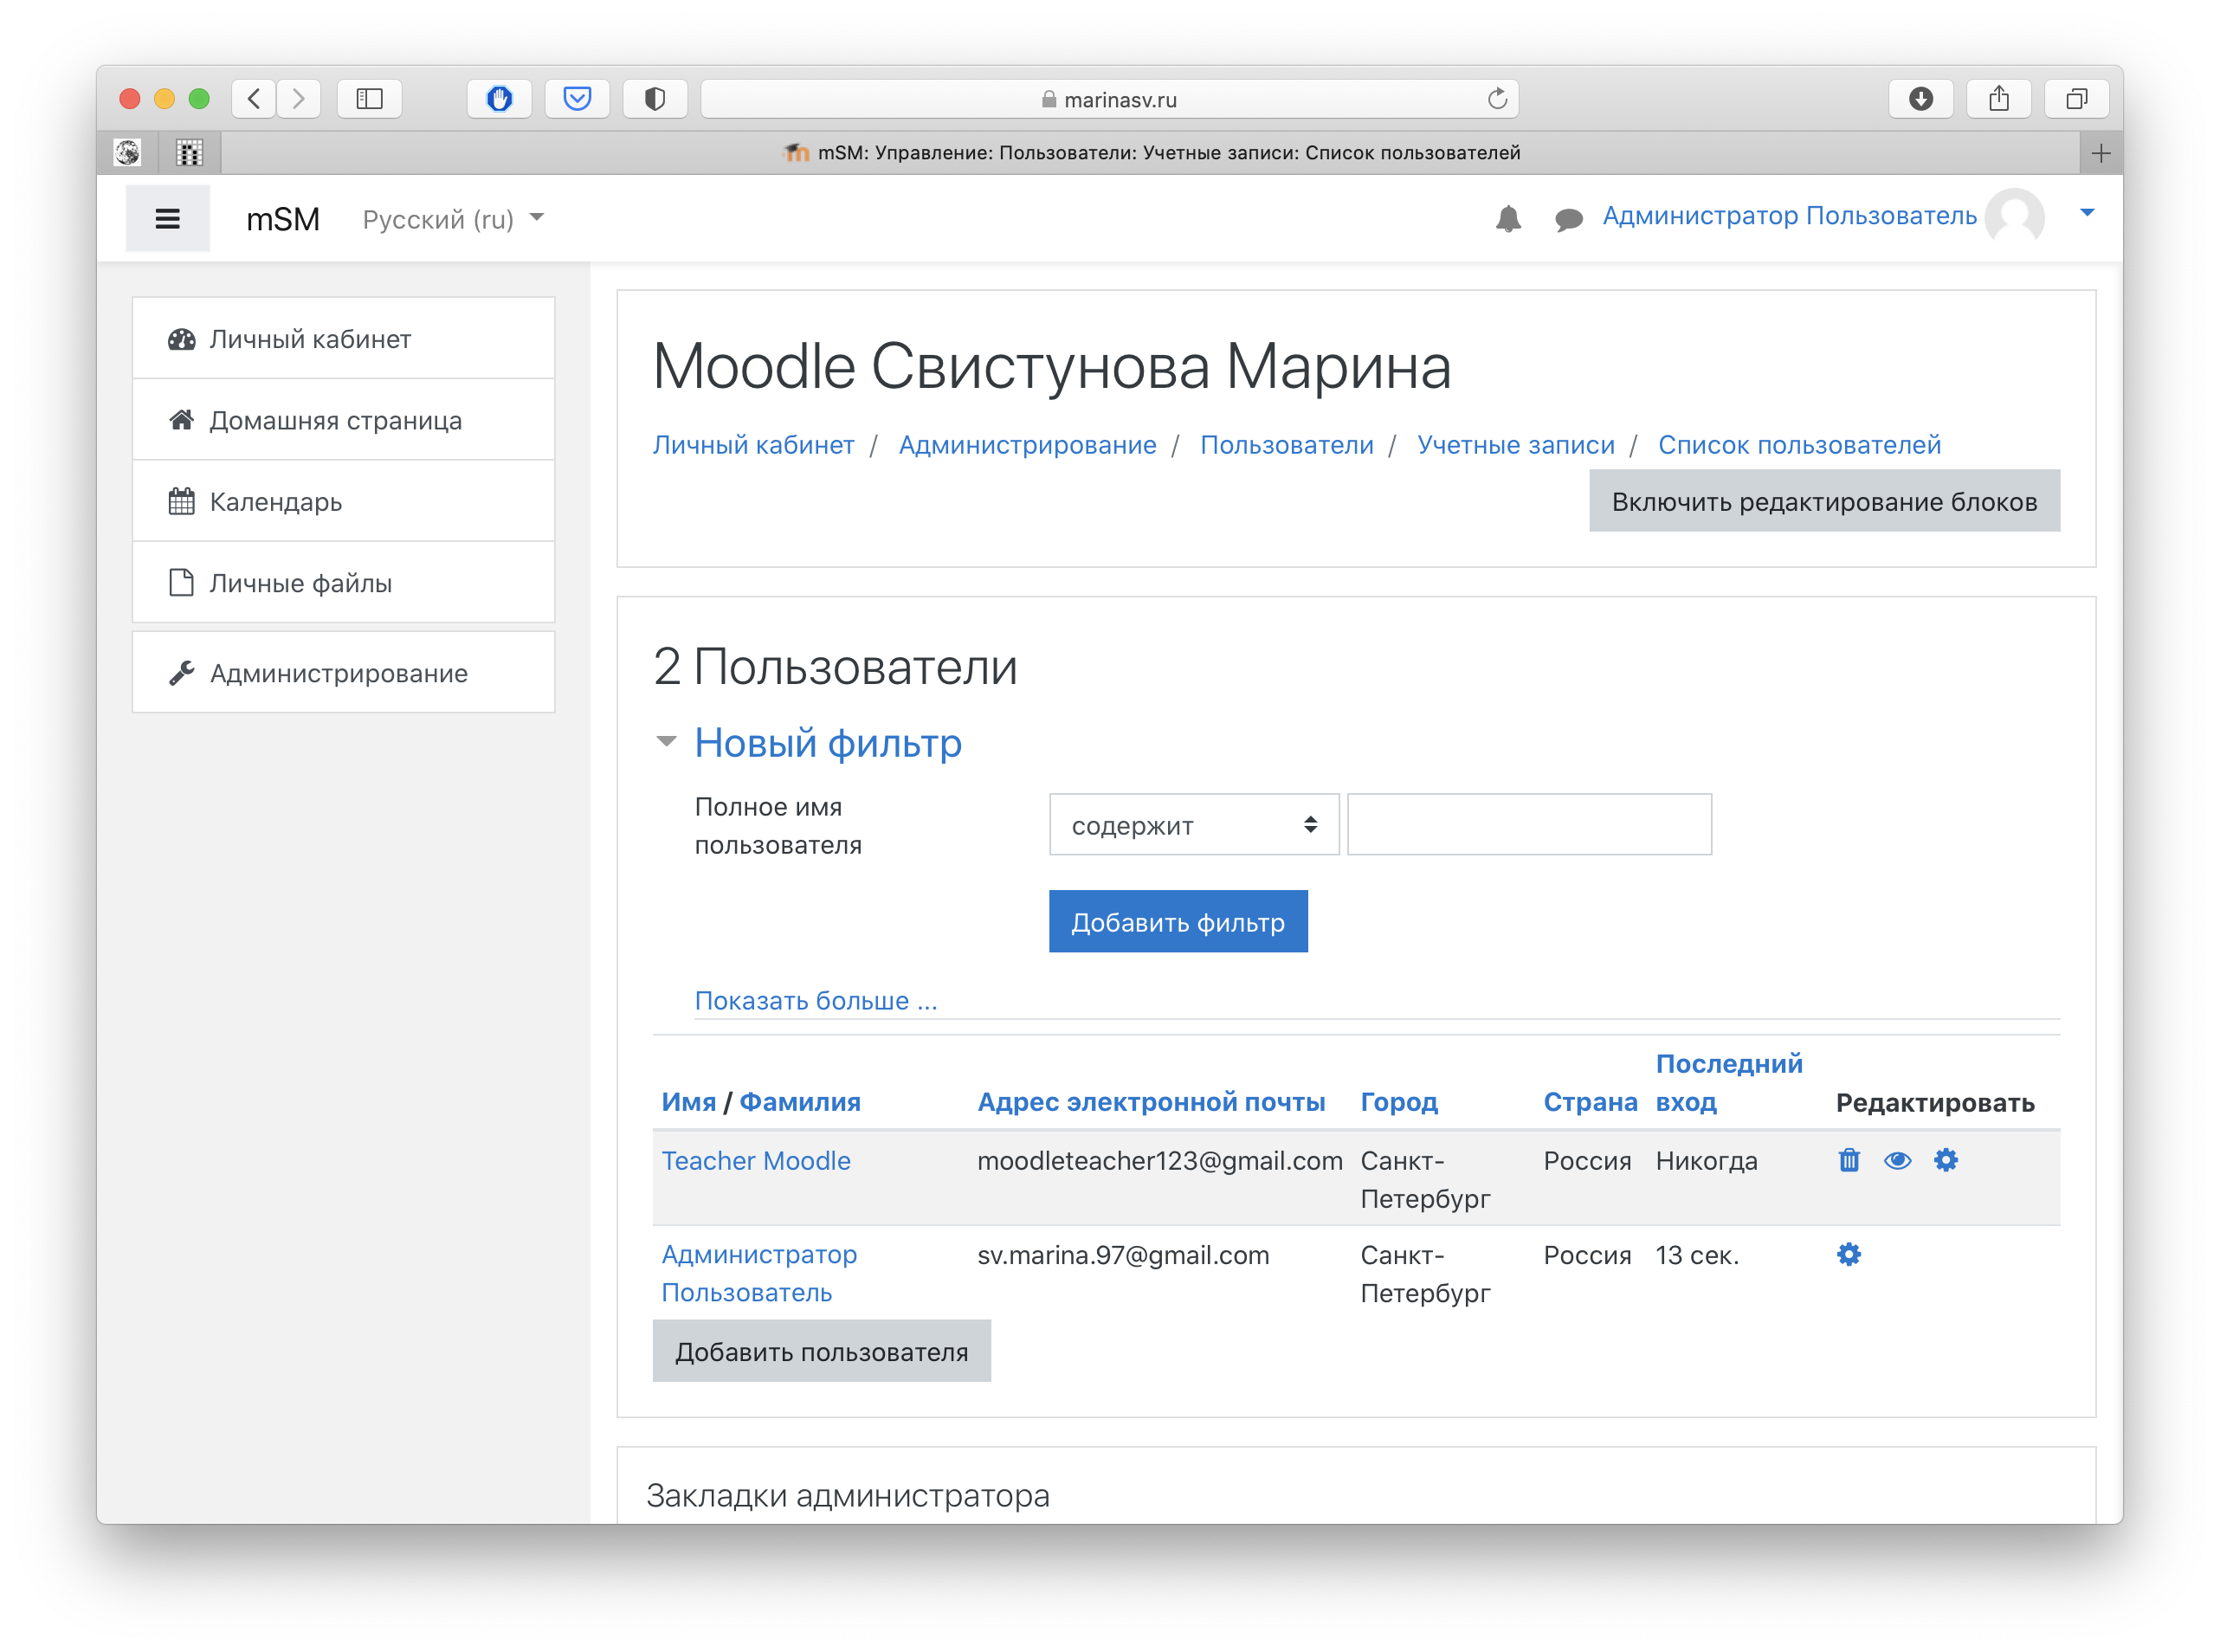 marinasv.ru
mSM: Управление: Пользователи: Учетные записи: Список пользователей
mSM Русский (ru) Администратор Пользователь
Личный кабинет
Домашняя страница
Календарь
Личные файлы
Администрирование
Moodle Свистунова Марина
Личный кабинет / Администрирование / Пользователи / Учетные записи / Список пользователей
Включить редактирование блоков
2 Пользователи
Новый фильтр
Полное имя
пользователя
содержит
Добавить фильтр
Показать больше ...
Имя / Фамилия Адрес электронной почты Город Страна Последний вход Редактировать
Teacher Moodle moodleteacher123@gmail.com Санкт-Петербург Россия Никогда
Администратор Пользователь sv.marina.97@gmail.com Санкт-Петербург Россия 13 сек.
Добавить пользователя
Закладки администратора